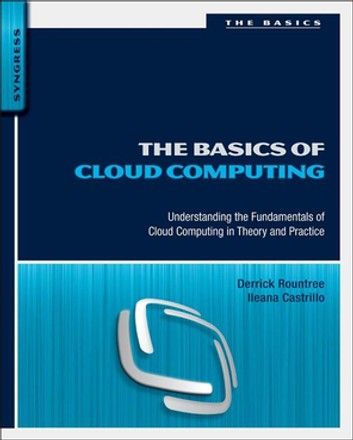 THE BASICS
SYNGRESS
THE BASICS OF
CLOUD COMPUTING
Understanding the Fundamentals of
Cloud Computing in Theory and Practice
Derrick Rountree
Ileana Castrillo